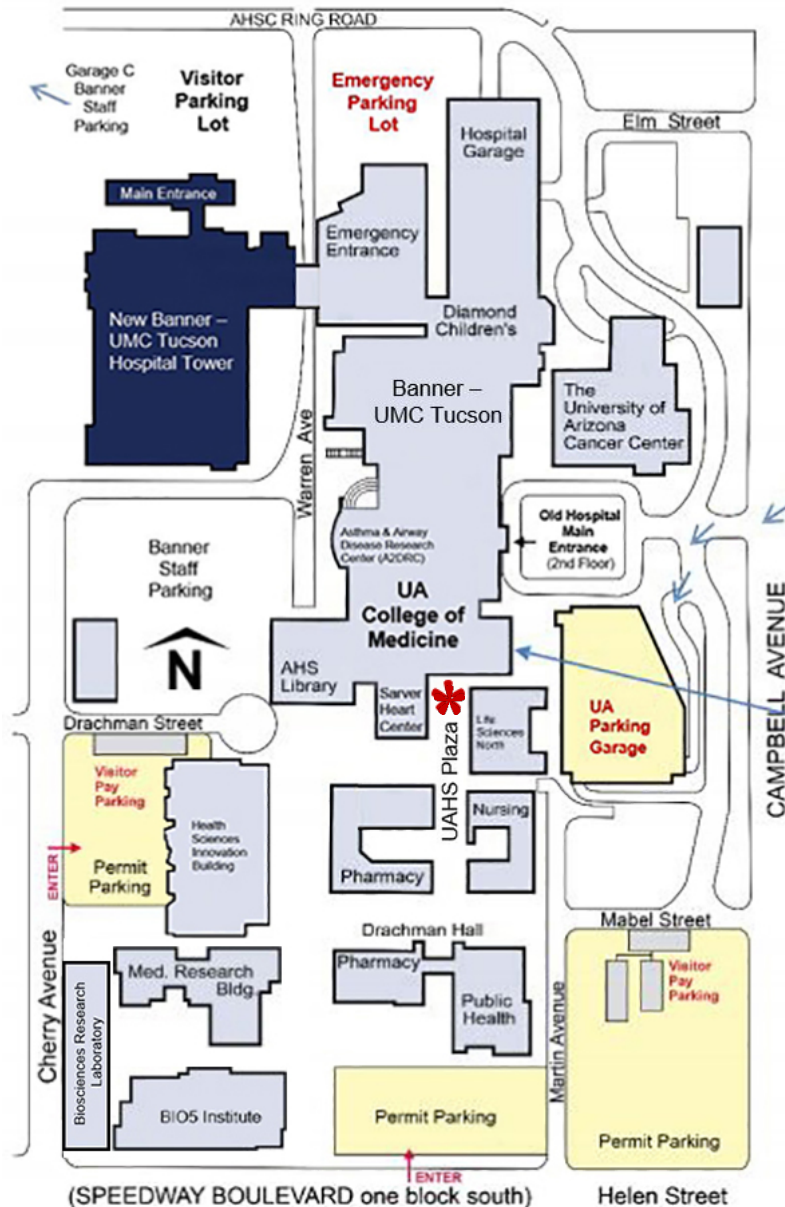 AHSC RING ROAD
Garage C
Banner
Staff
Parking
Visitor
Parking
Lot
Emergency
Parking
Lot
Hospital
Garage
Elm Street
Main Entrance
Emergency
Entrance
New Banner –
UMC Tucson
Hospital Tower
Diamond
Children's
Banner –
UMC Tucson
The
University of
Arizona
Cancer Center
Warren Ave
Old Hospital
Main
Entrance
(2nd Floor)
Asthma & Airway
Disease Research
Center (A2DRC)
Banner
Staff
Parking
UA
College of
Medicine
N
AHS
Library
Sarver
Heart
Center
UAHS Plaza
Life
Sciences
North
UA
Parking
Garage
CAMPBELL AVENUE
Drachman Street
Visitor
Pay
Parking
ENTER
Permit
Parking
Health
Sciences
Innovation
Building
Pharmacy
Nursing
Mabel Street
Drachman Hall
Cherry Avenue
Med. Research
Bldg.
Pharmacy
Public
Health
Visitor
Pay
Parking
Martin Avenue
Biosciences Research
Laboratory
BIO5 Institute
Permit Parking
Permit Parking
ENTER
(SPEEDWAY BOULEVARD one block south)
Helen Street